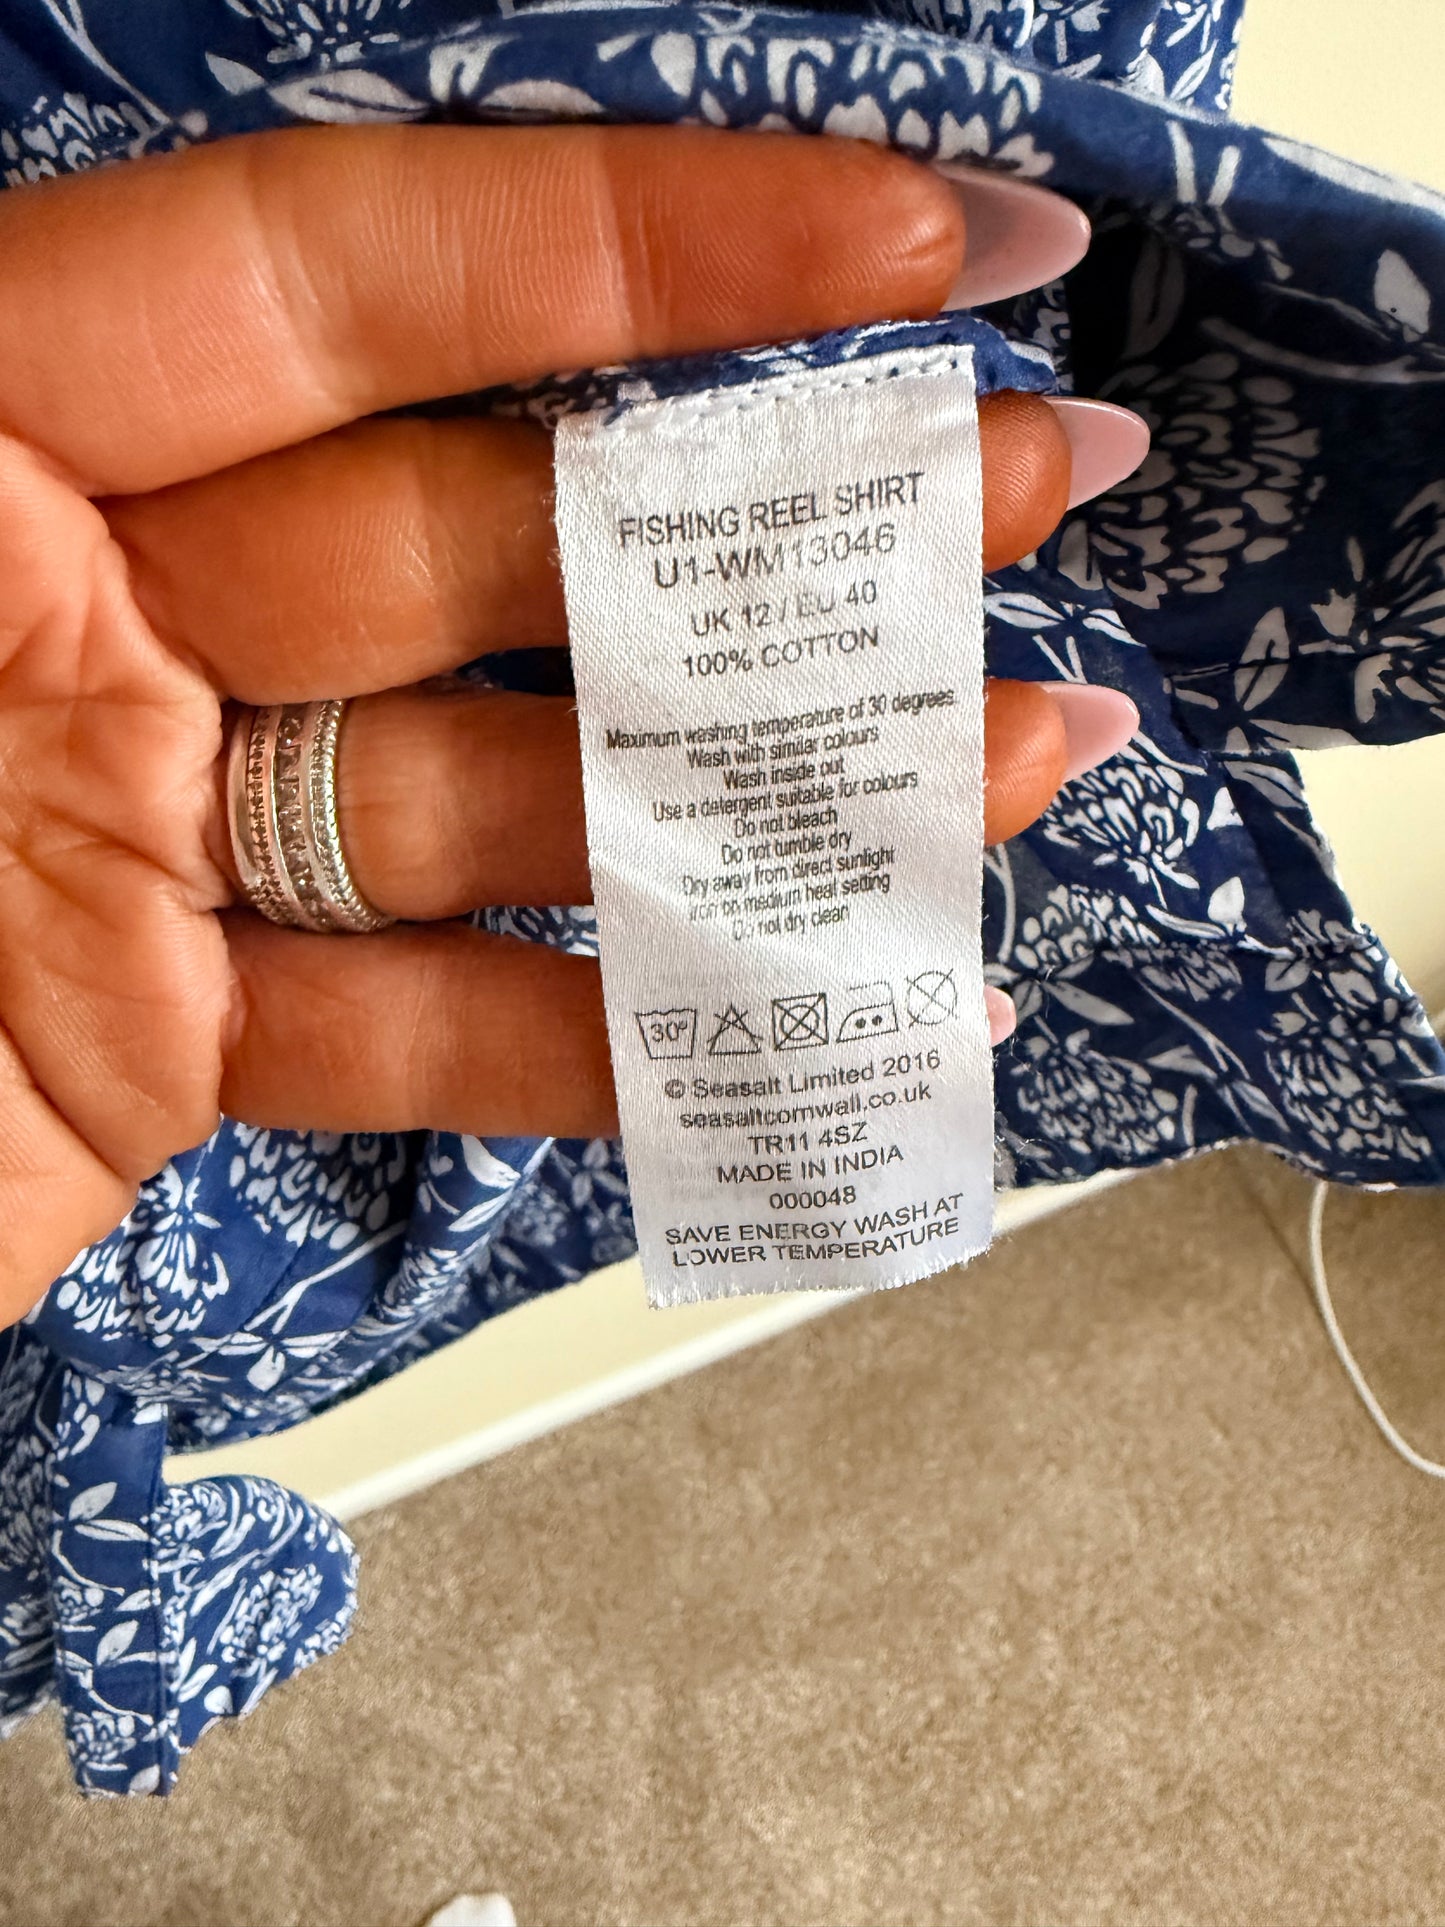 FISHING REEL SHIRT
U1-WM13046
UK 12 / EU 40
100% COTTON
Maximum washing temperature of 30 degrees.
Wash with similar colours
Wash inside out
Use a detergent suitable for colours
Do not bleach
Do not tumble dry
Dry away from direct sunlight
Iron on medium heat setting
Do not dry clean
30º
© Seasalt Limited 2016
seasaltcornwall.co.uk
TR11 4SZ
MADE IN INDIA
000048
SAVE ENERGY WASH AT
LOWER TEMPERATURE